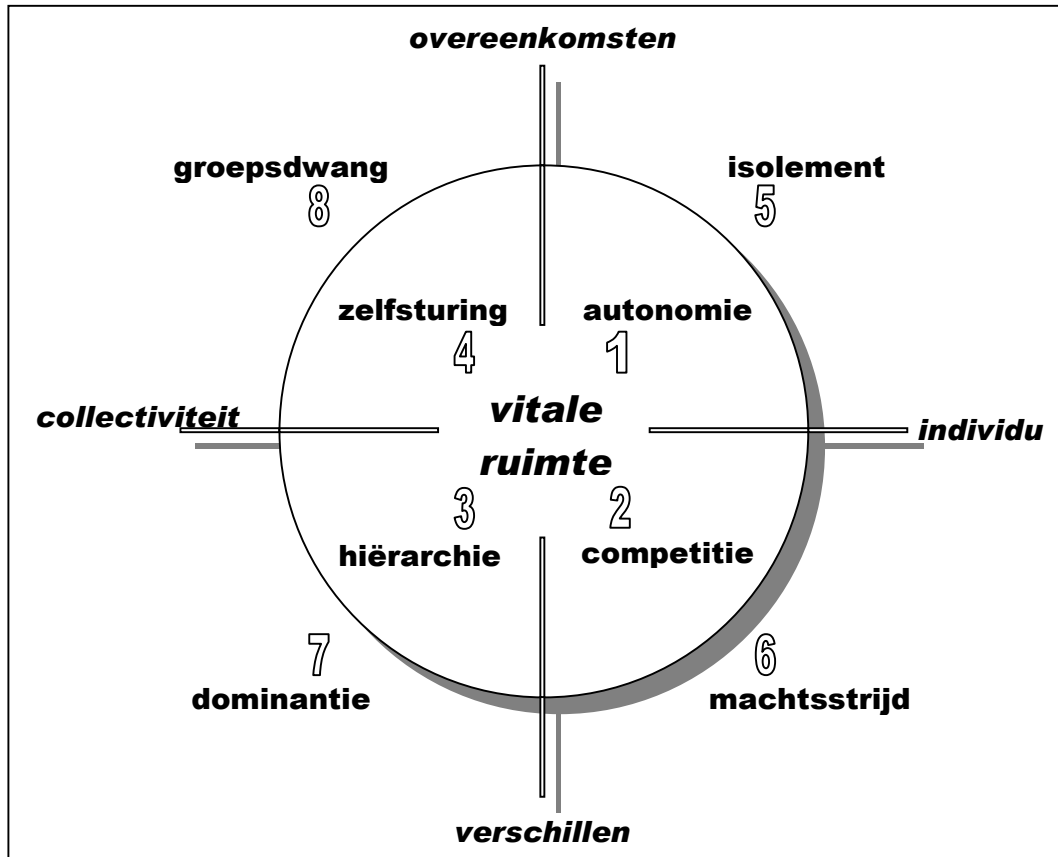 overeenkomsten
groepsdwang
8
isolement
5
zelfsturing
4
autonomie
1
collectiviteit
vitale
ruimte
individu
3
hiërarchie
2
competitie
7
dominantie
6
machtsstrijd
verschillen